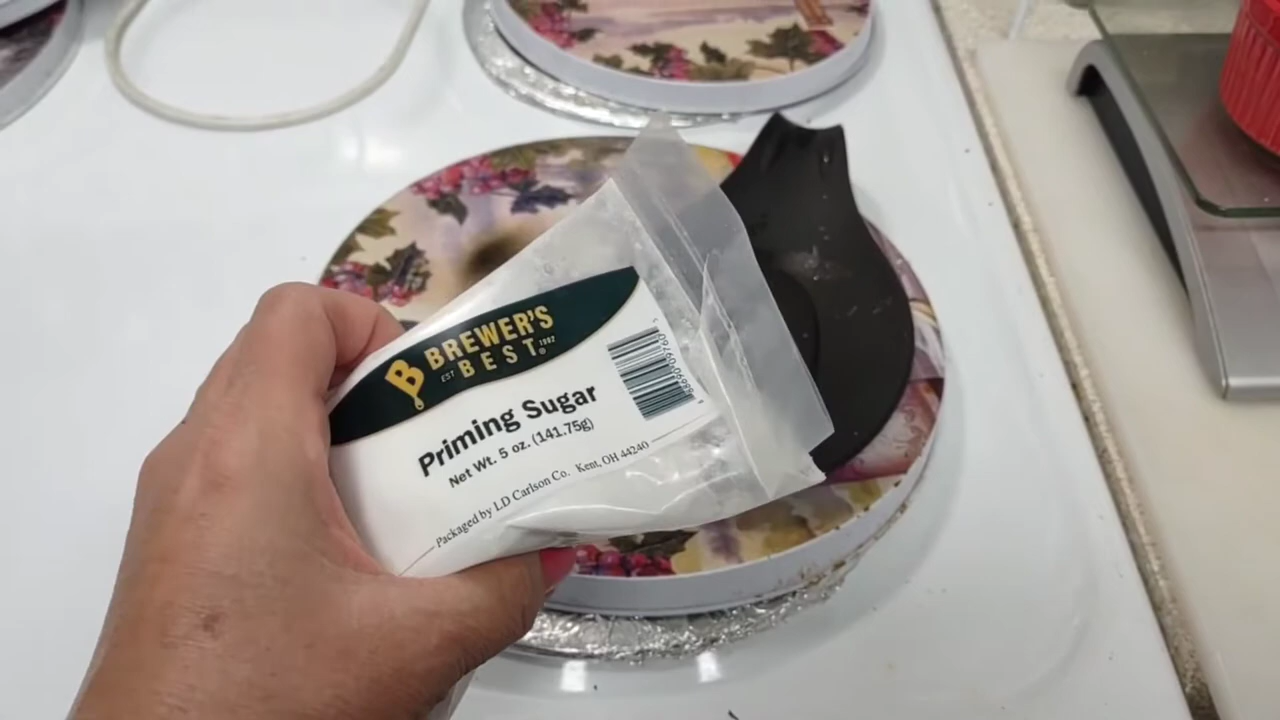 BREWER'S
EST BEST® 1982
Priming Sugar
Net Wt. 5 oz. (141.75g)
Packaged by LD Carlson Co. Kent, OH 44240